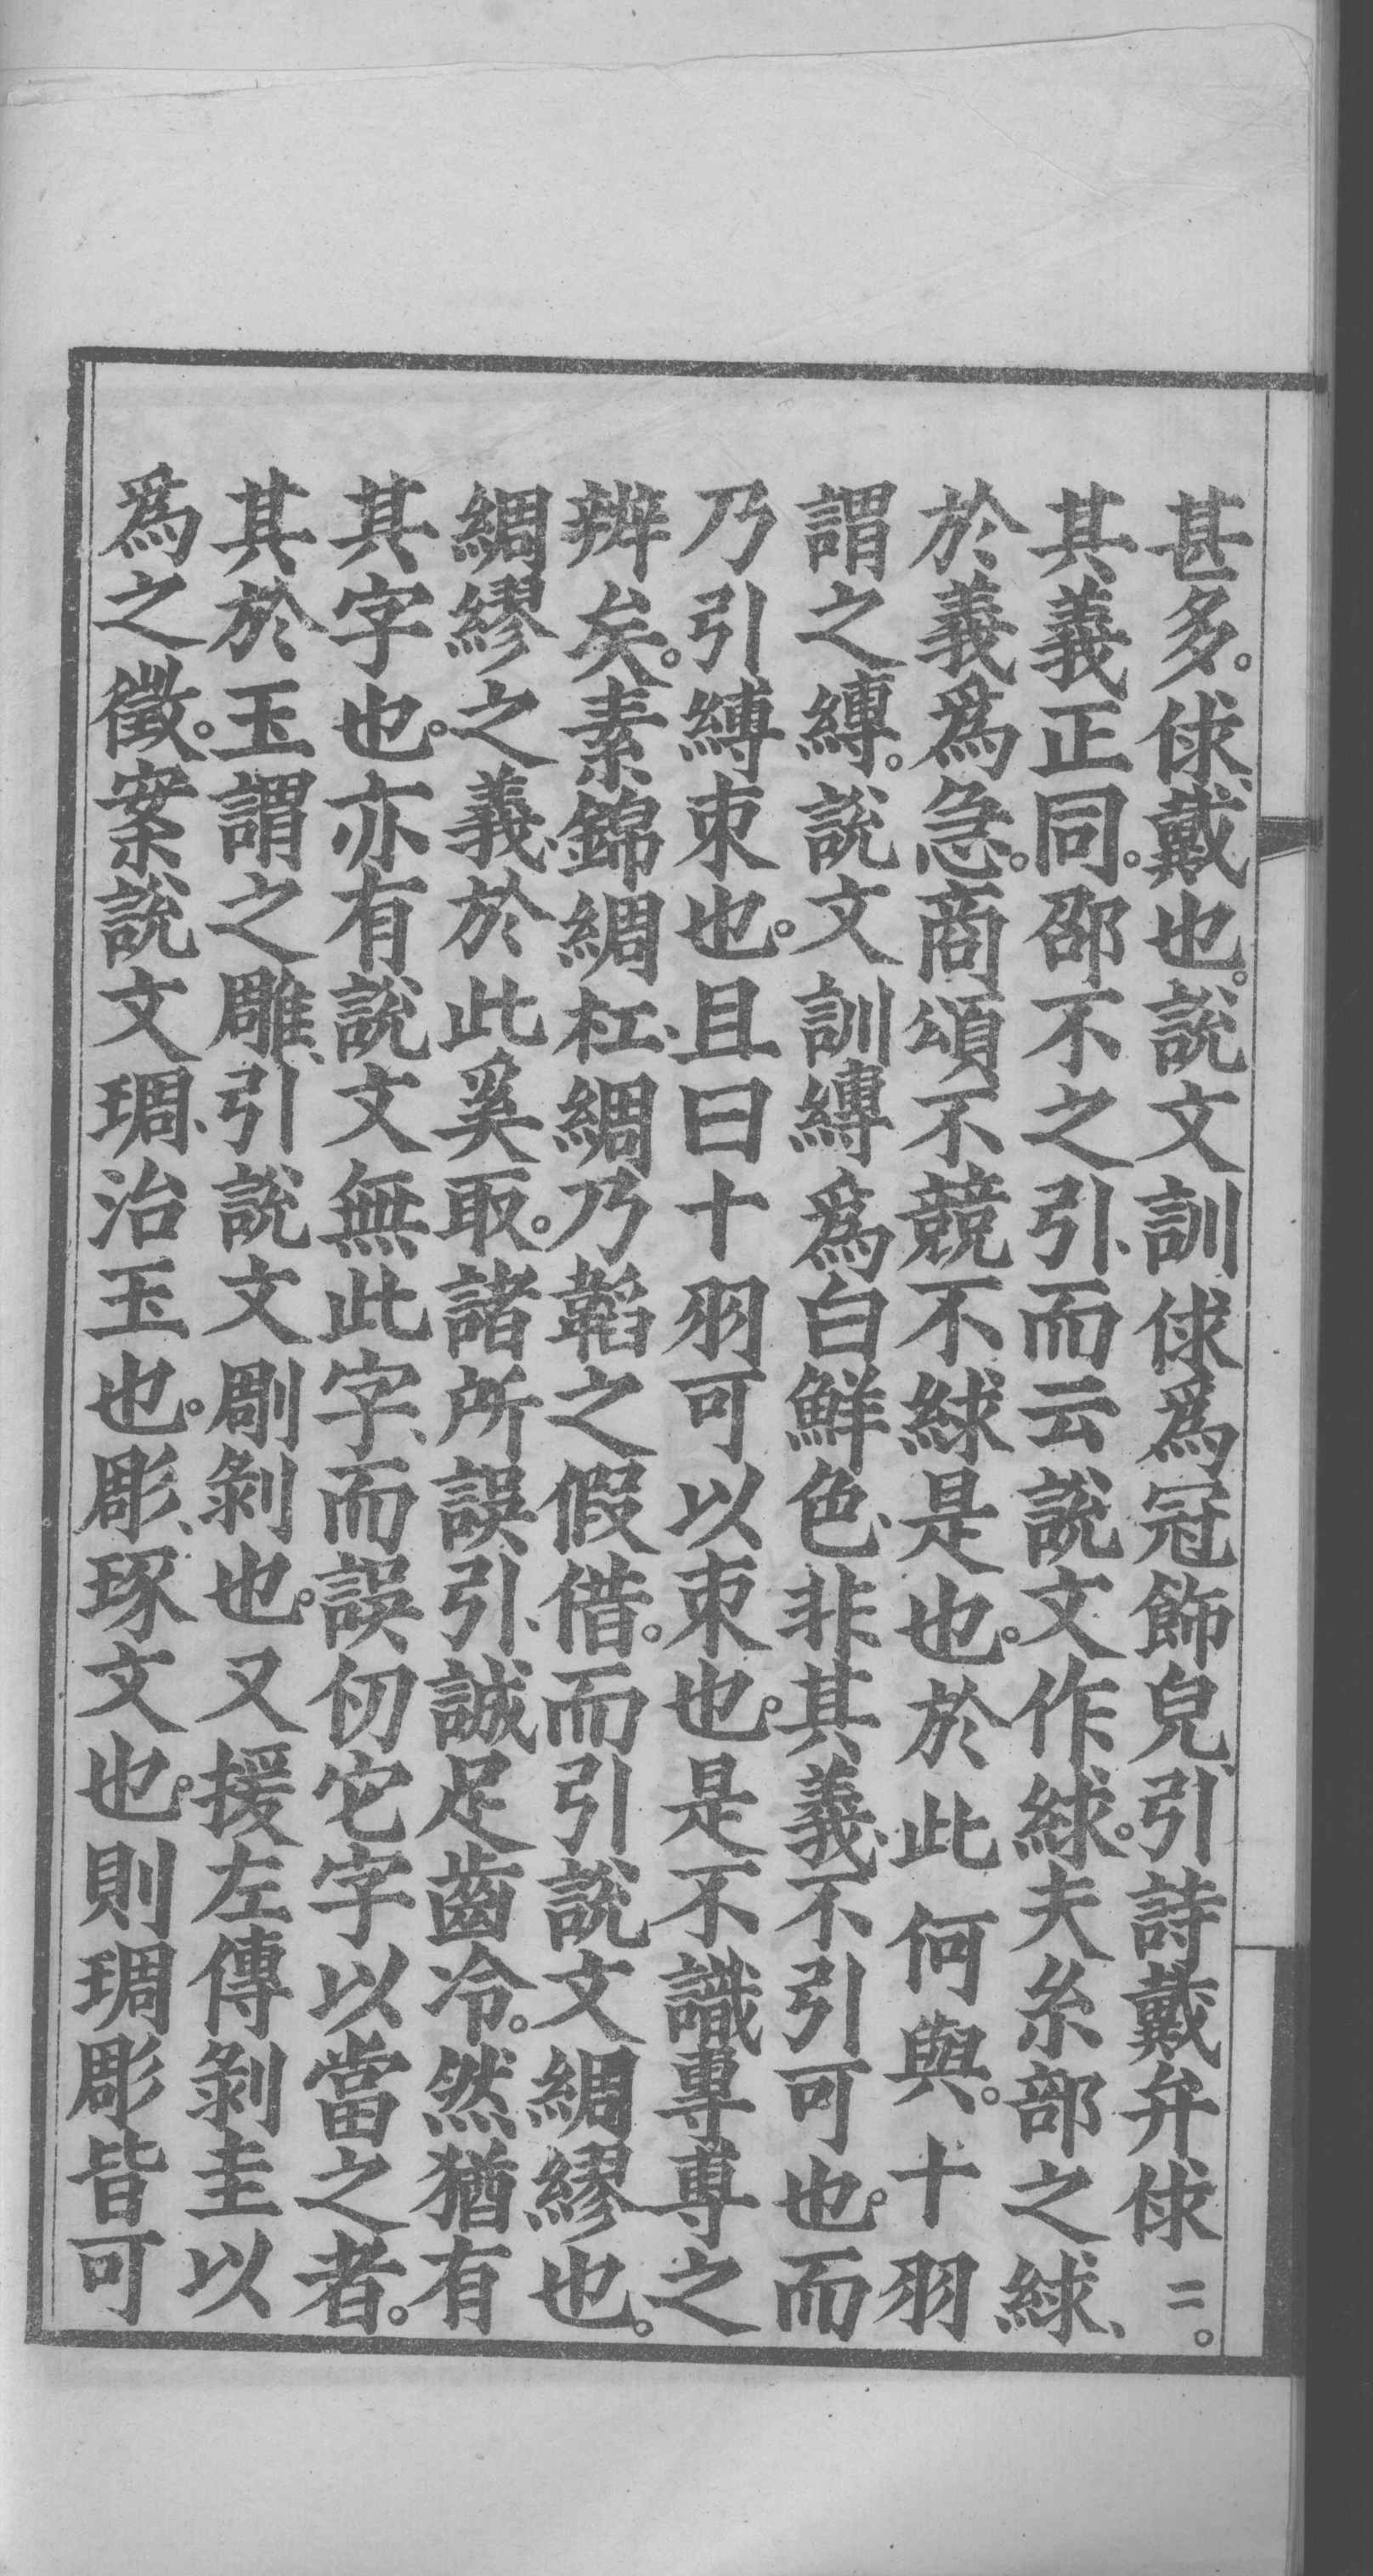 甚多。俅、戴也。說文訓俅爲冠飾皃、引詩戴弁俅二。
其義正同。邵不之引、而云說文作絿。夫糸部之絿、
於義爲急。商頌不競不絿是也。於此何與。十羽
謂之縳。說文訓縳爲白鮮色、非其義、不引可也。而
乃引縛束也。且曰十羽可以束也。是不識專尃之
辨矣。素錦綢杠、綢乃韜之假借。而引說文綢繆也。
綢繆之義、於此奚取。諸所誤引、誠足齒冷。然猶有
其字也。亦有說文無此字、而誤仞它字以當之者。
其於玉謂之雕、引說文剮剝也。又援左傳剝圭以
爲之徵。案說文琱、治玉也。彫、琢文也。則琱彫皆可